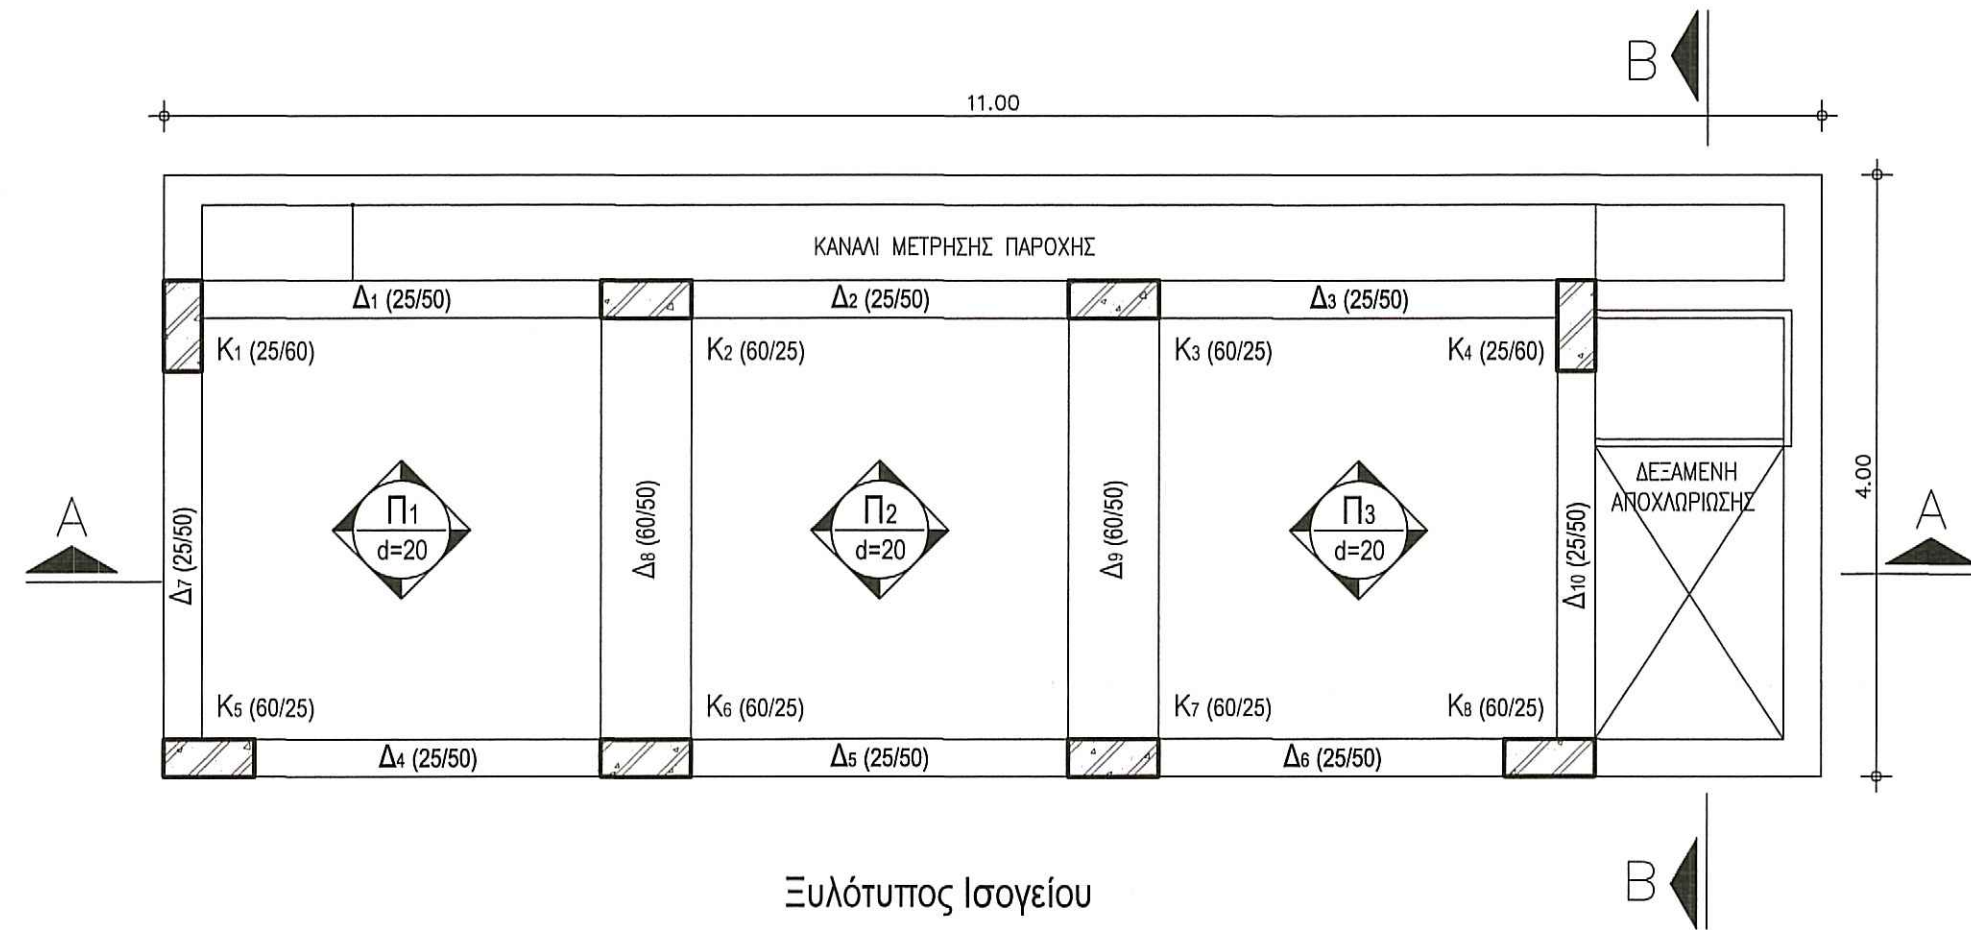 B
11.00
ΚΑΝΑΛΙ ΜΕΤΡΗΣΗΣ ΠΑΡΟΧΗΣ
Δ1 (25/50)
Δ2 (25/50)
Δ3 (25/50)
K1 (25/60)
K2 (60/25)
K3 (60/25)
K4 (25/60)
4.00
ΔΕΞΑΜΕΝΗ
ΑΠΟΧΛΩΡΙΩΣΗΣ
A
Δ7 (25/50)
Π1
d=20
Δ8 (60/50)
Π2
d=20
Δ9 (60/50)
Π3
d=20
Δ10 (25/50)
A
K5 (60/25)
K6 (60/25)
K7 (60/25)
K8 (60/25)
Δ4 (25/50)
Δ5 (25/50)
Δ6 (25/50)
Ξυλότυπος Ισογείου
B